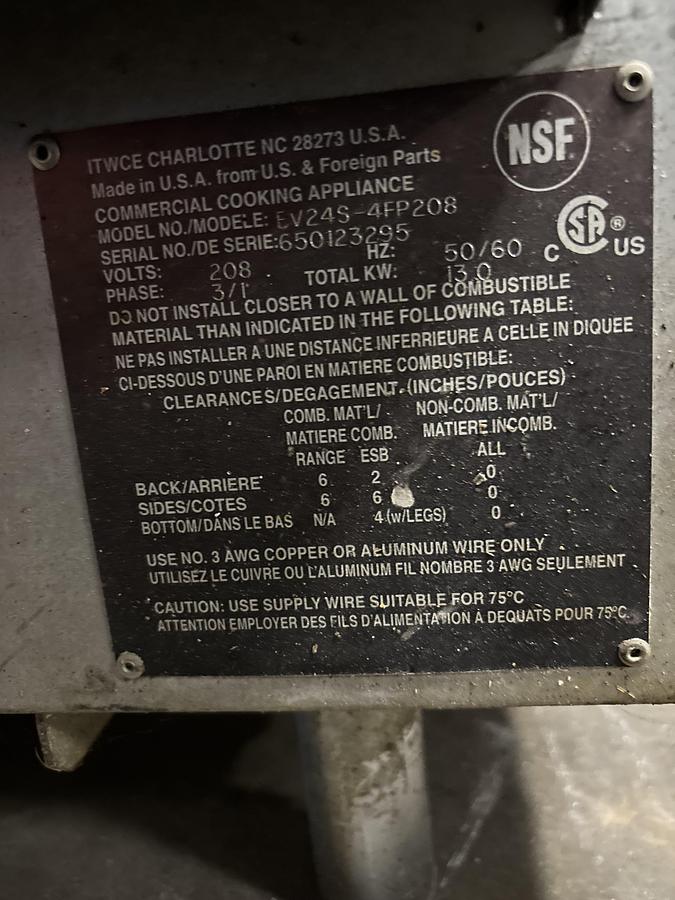 ITWCE CHARLOTTE NC 28273 U.S.A.
Made in U.S.A. from U.S. & Foreign Parts
NSF
COMMERCIAL COOKING APPLIANCE
MODEL NO./MODELE: EV24S-4FP208
SERIAL NO./DE SERIE: 650123295
C SA ® US
VOLTS: 208 HZ: 50/60
PHASE: 3/1 TOTAL KW: 13.0
DO NOT INSTALL CLOSER TO A WALL OF COMBUSTIBLE
MATERIAL THAN INDICATED IN THE FOLLOWING TABLE:
NE PAS INSTALLER A UNE DISTANCE INFERRIEURE A CELLE IN DIQUEE
CI-DESSOUS D'UNE PAROI EN MATIERE COMBUSTIBLE:
CLEARANCES/DEGAGEMENT (INCHES/POUCES)
COMB. MAT'L/ NON-COMB. MAT'L/
MATIERE COMB. MATIERE INCOMB.
RANGE ESB ALL
BACK/ARRIÈRE 6 2 0
SIDES/COTES 6 6 0
BOTTOM/DANS LE BAS N/A 4 (w/LEGS) 0
USE NO. 3 AWG COPPER OR ALUMINUM WIRE ONLY
UTILISEZ LE CUIVRE OU L'ALUMINUM FIL NOMBRE 3 AWG SEULEMENT
CAUTION: USE SUPPLY WIRE SUITABLE FOR 75°C
ATTENTION EMPLOYER DES FILS D'ALIMENTATION A DEQUATS POUR 75°C.